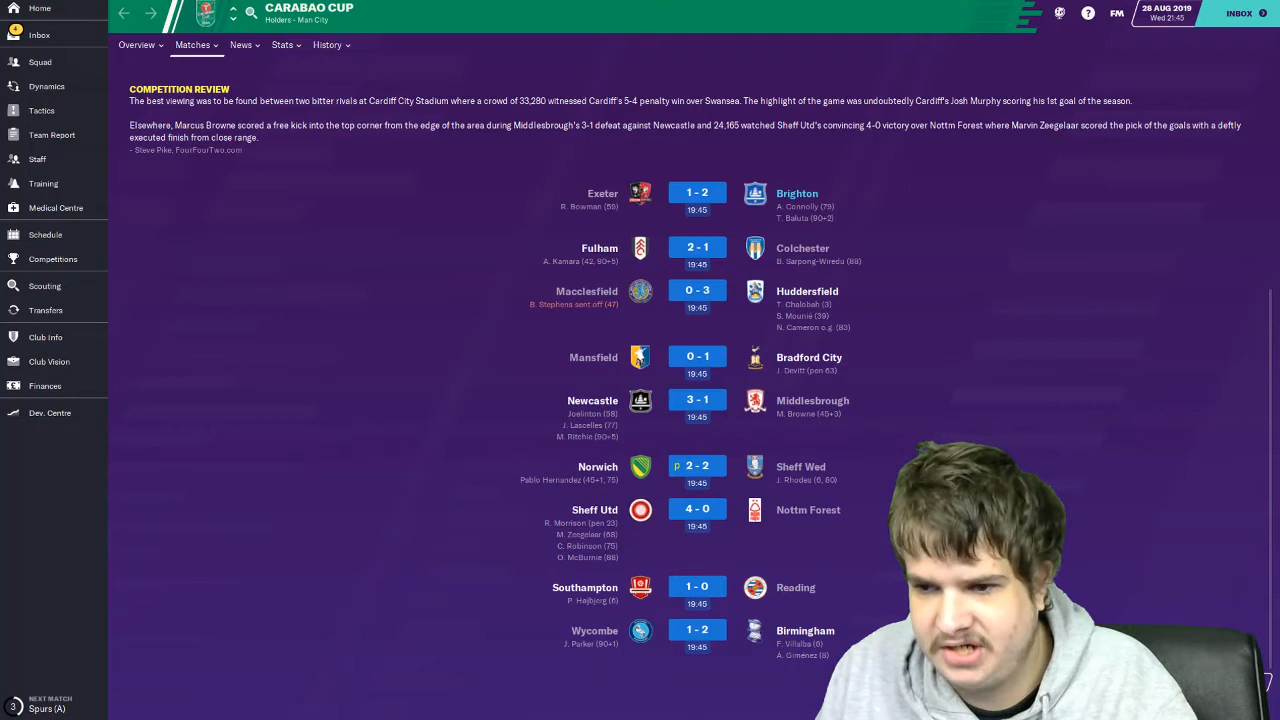 CARABAO CUP
Holders - Man City
?
FM
28 AUG 2019
Wed 21:45
INBOX
4
Inbox
Overview
Matches
News
Stats
History
Squad
Dynamics
Tactics
Team Report
Staff
Training
Medical Centre
Schedule
Competitions
Scouting
Transfers
Club Info
Club Vision
Finances
Dev. Centre
NEXT MATCH
3
Spurs (A)
COMPETITION REVIEW
The best viewing was to be found between two bitter rivals at Cardiff City Stadium where a crowd of 33,280 witnessed Cardiff's 5-4 penalty win over Swansea. The highlight of the game was undoubtedly Cardiff's Josh Murphy scoring his 1st goal of the season.
Elsewhere, Marcus Browne scored a free kick into the top corner from the edge of the area during Middlesbrough's 3-1 defeat against Newcastle and 24,165 watched Sheff Utd's convincing 4-0 victory over Nottm Forest where Marvin Zeegelaar scored the pick of the goals with a deftly
executed finish from close range.
- Steve Pike, FourFourTwo.com
Exeter 1 - 2 Brighton
R. Bowman (59) 19:45 A. Connolly (79)
T. Baluta (90+2)
Fulham 2 - 1 Colchester
A. Kamara (42, 90+5) 19:45 B. Sarpong-Wiredu (88)
Macclesfield 0 - 3 Huddersfield
B. Stephens sent off (47) 19:45 T. Chalobah (3)
S. Mounié (39)
N. Cameron o.g. (83)
Mansfield 0 - 1 Bradford City
19:45 J. Devitt (pen 63)
Newcastle 3 - 1 Middlesbrough
Joelinton (58) 19:45 M. Browne (45+3)
J. Lascelles (77)
M. Ritchie (90+5)
Norwich p 2 - 2 Sheff Wed
Pablo Hernandez (45+1, 75) 19:45 J. Rhodes (6, 80)
Sheff Utd 4 - 0 Nottm Forest
R. Morrison (pen 23) 19:45
M. Zeegelaar (68)
C. Robinson (75)
O. McBurnie (88)
Southampton 1 - 0 Reading
P. Højbjerg (6) 19:45
Wycombe 1 - 2 Birmingham
J. Parker (90+1) 19:45 F. Villalba (6)
Á. Giménez (8)